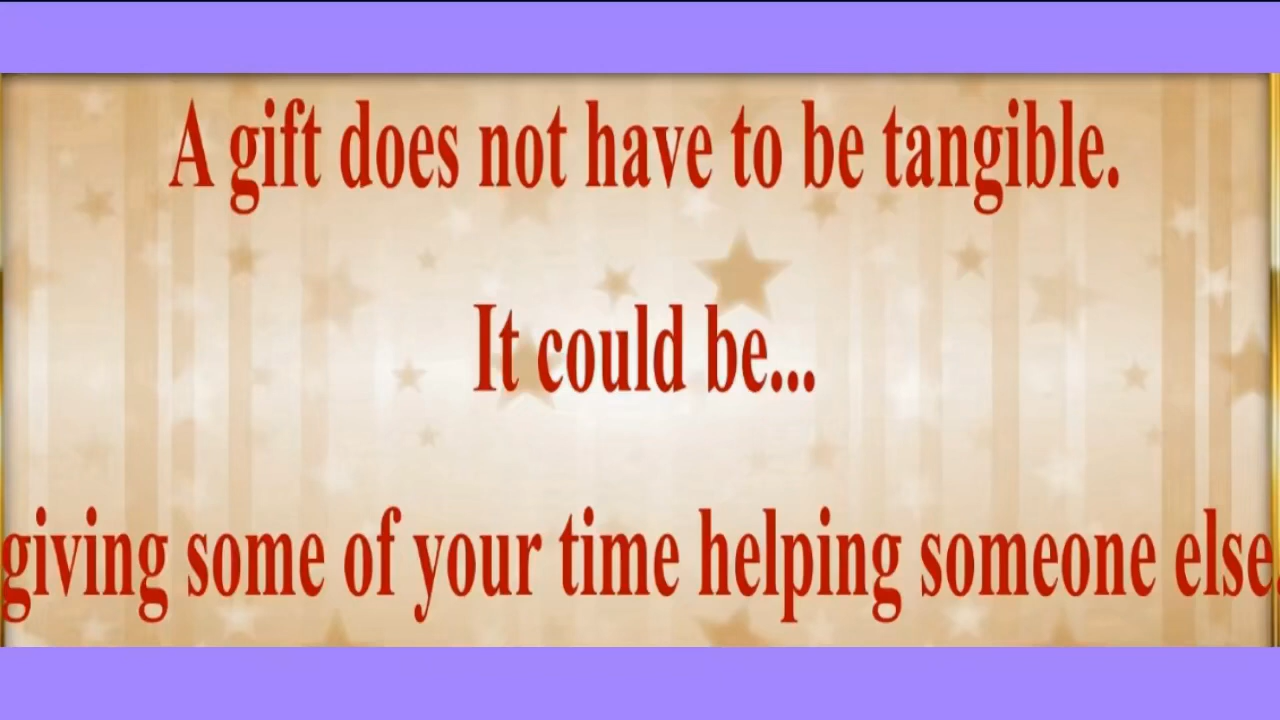 A gift does not have to be tangible.
It could be...
giving some of your time helping someone else.